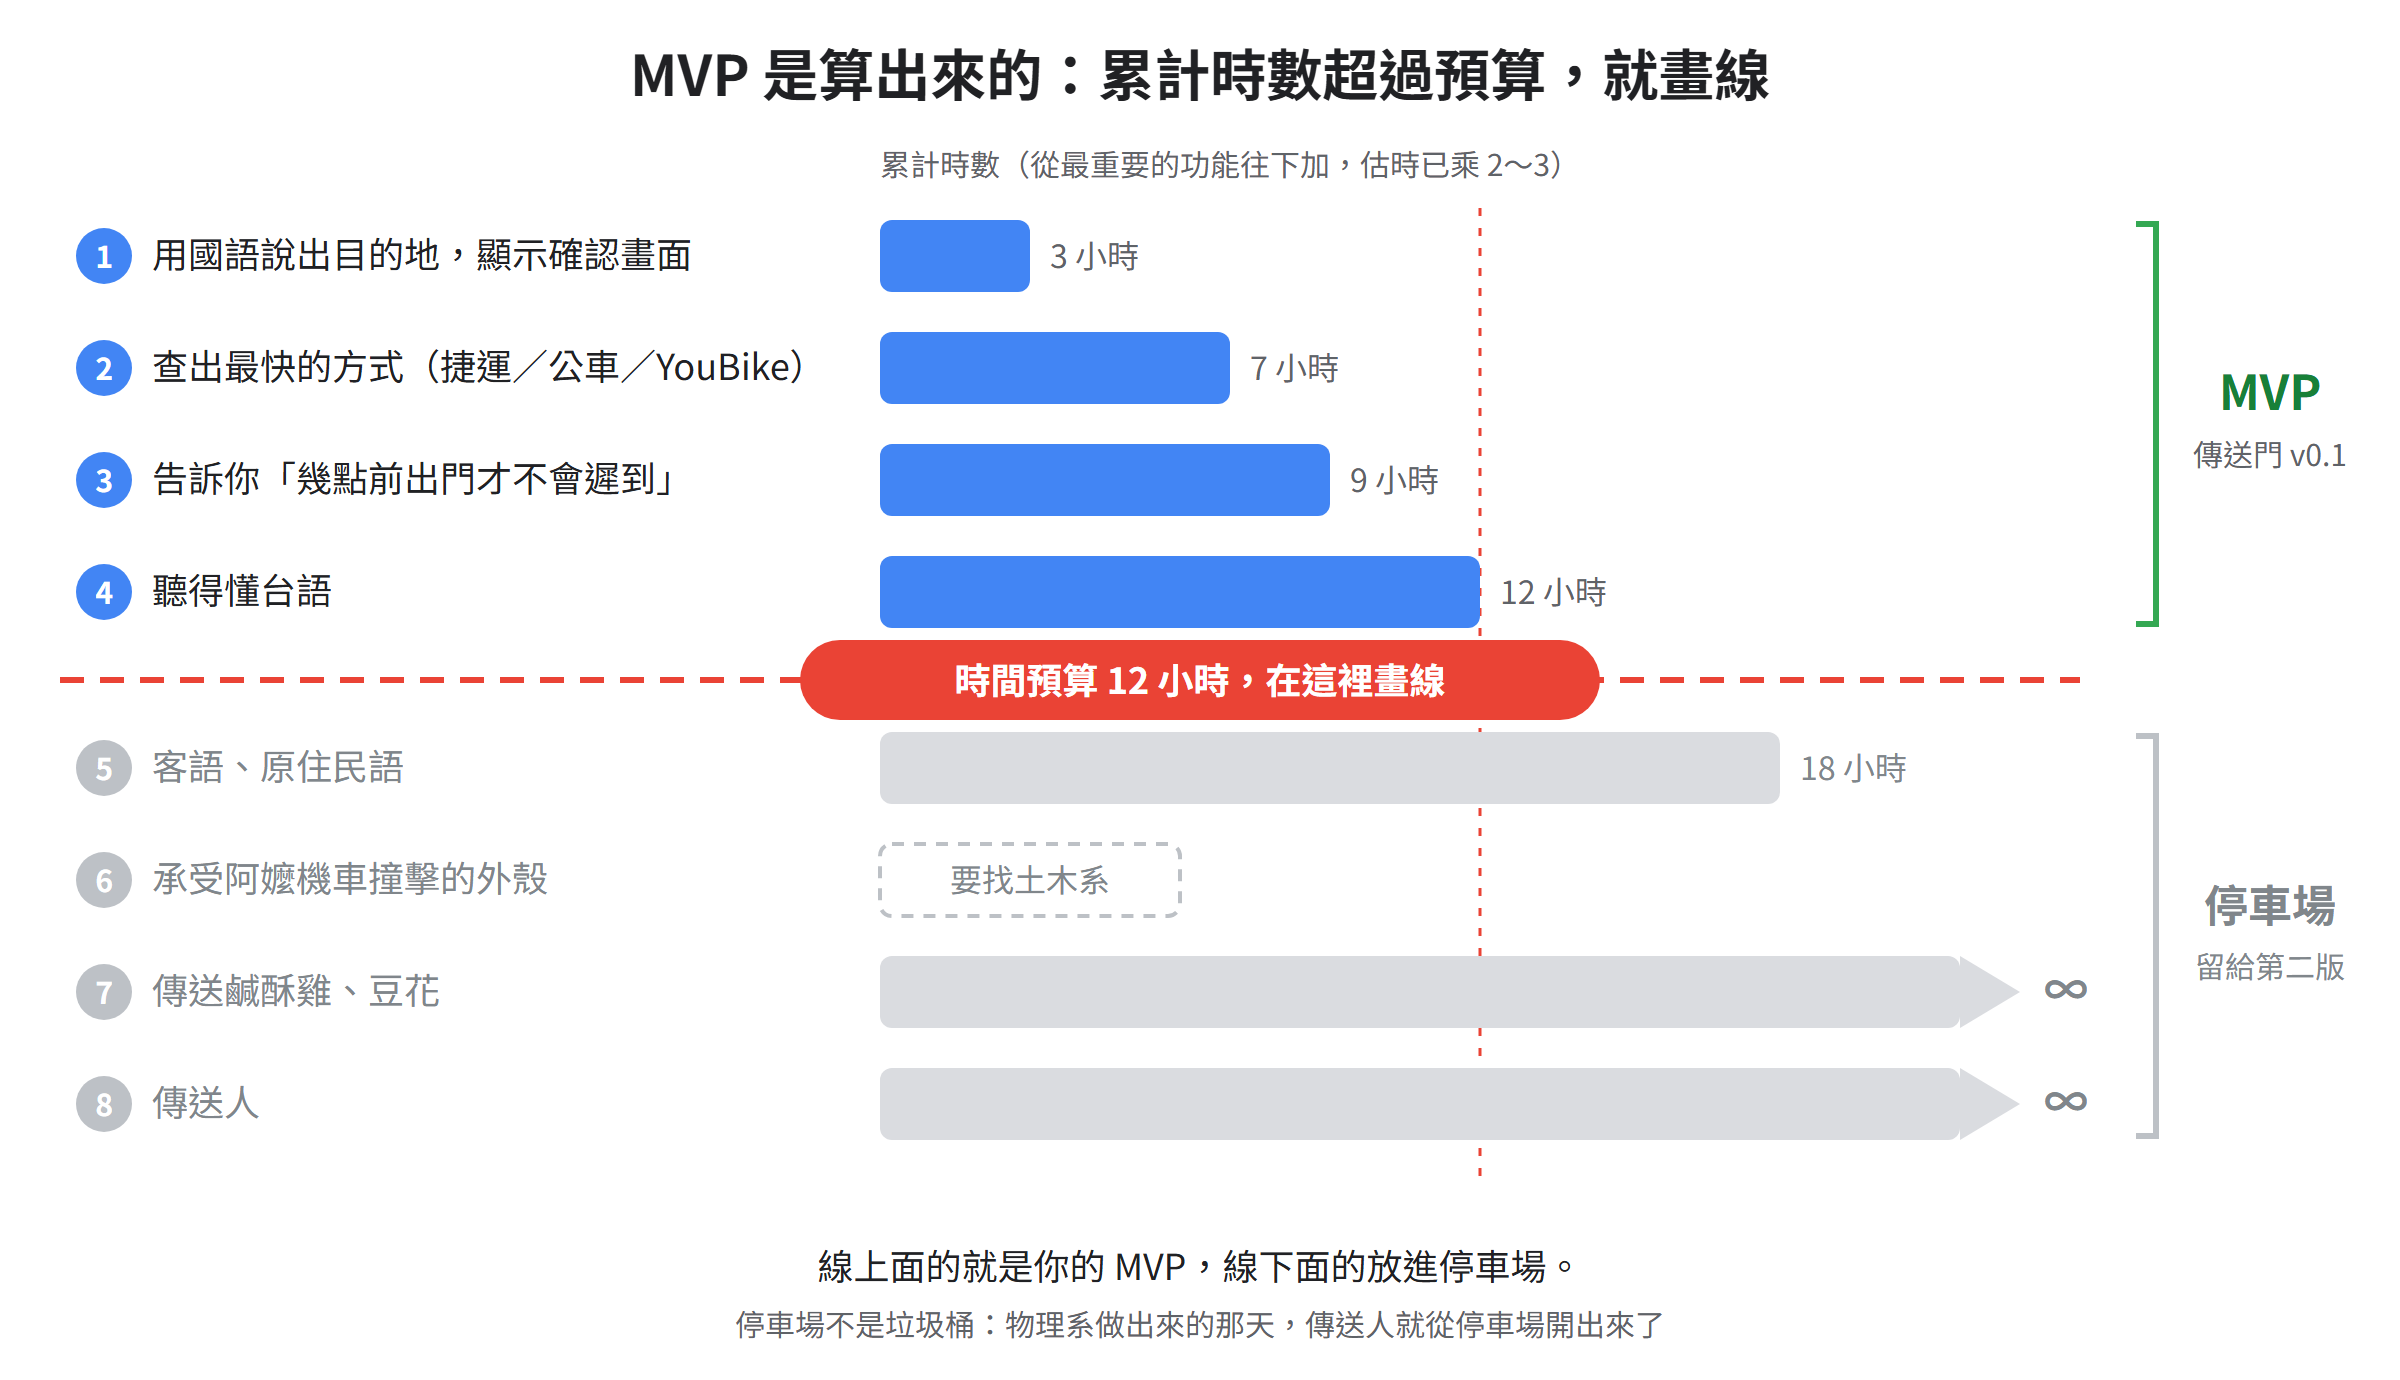 MVP 是算出來的：累計時數超過預算，就畫線
累計時數（從最重要的功能往下加，估時已乘 2～3）
1 用國語說出目的地，顯示確認畫面 3 小時
2 查出最快的方式（捷運／公車／YouBike） 7 小時
3 告訴你「幾點前出門才不會遲到」 9 小時
4 聽得懂台語 12 小時
MVP
傳送門 v0.1
時間預算 12 小時，在這裡畫線
5 客語、原住民語 18 小時
6 承受阿嬤機車撞擊的外殼 要找土木系
7 傳送鹹酥雞、豆花 ∞
8 傳送人 ∞
停車場
留給第二版
線上面的就是你的 MVP，線下面的放進停車場。
停車場不是垃圾桶：物理系做出來的那天，傳送人就從停車場開出來了